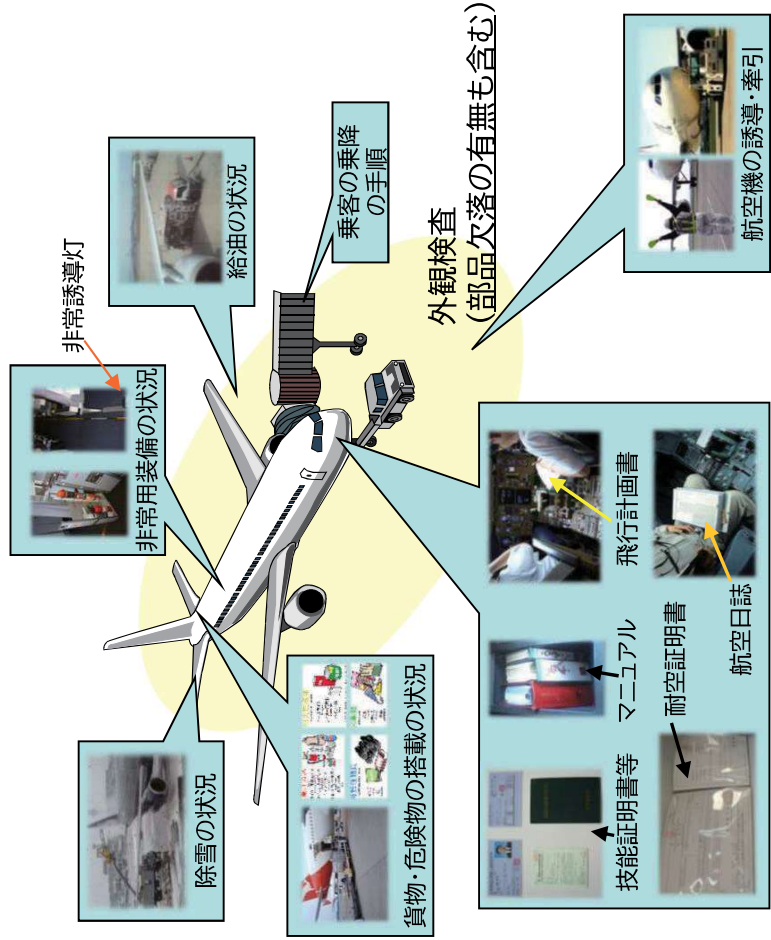 除雪の状況
貨物・危険物の搭載の状況
非常用装備の状況
非常誘導灯
給油の状況
乗客の乗降
の手順
外観検査
(部品欠落の有無も含む)
航空機の誘導・牽引
技能証明書等
マニュアル
飛行計画書
耐空証明書
航空日誌